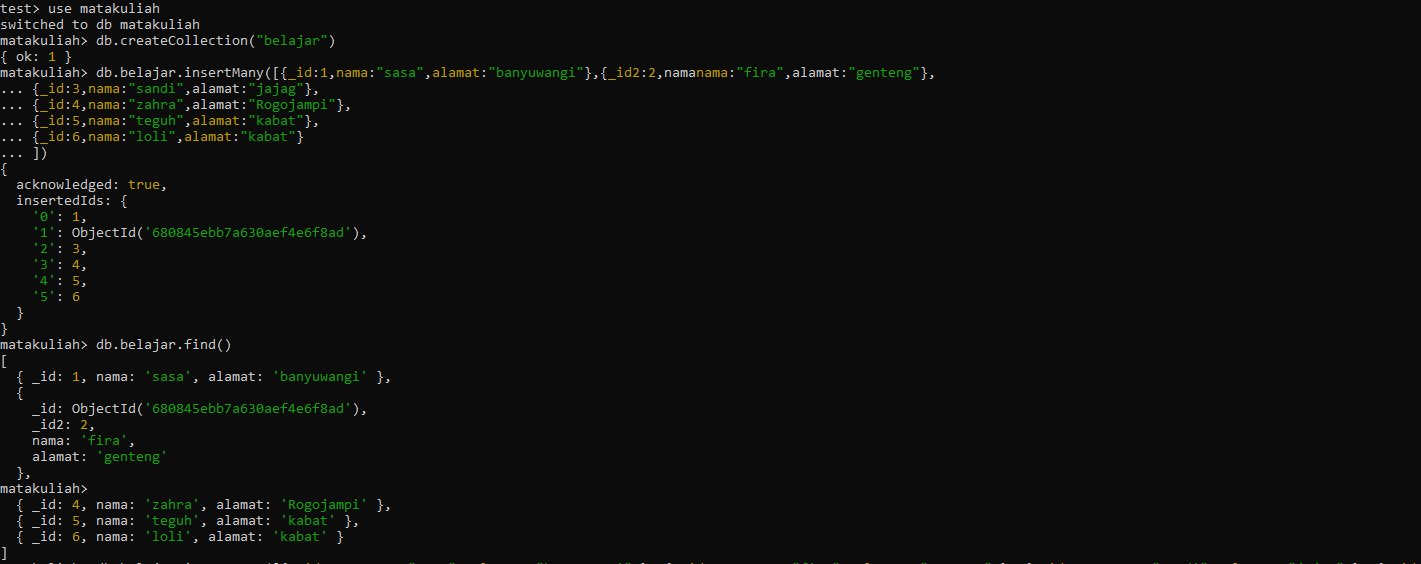 test> use matakuliah
switched to db matakuliah
matakuliah> db.createCollection("belajar")
{ ok: 1 }
matakuliah> db.belajar.insertMany([{_id:1,nama:"sasa",alamat:"banyuwangi"},{_id2:2,namanama:"fira",alamat:"genteng"},
... {_id:3,nama:"sandi",alamat:"jajag"},
... {_id:4,nama:"zahra",alamat:"Rogojampi"},
... {_id:5,nama:"teguh",alamat:"kabat"},
... {_id:6,nama:"loli",alamat:"kabat"}
... ])
{
  acknowledged: true,
  insertedIds: {
    '0': 1,
    '1': ObjectId('680845ebb7a630aef4e6f8ad'),
    '2': 3,
    '3': 4,
    '4': 5,
    '5': 6
  }
}
matakuliah> db.belajar.find()
[
  { _id: 1, nama: 'sasa', alamat: 'banyuwangi' },
  {
    _id: ObjectId('680845ebb7a630aef4e6f8ad'),
    _id2: 2,
    nama: 'fira',
    alamat: 'genteng'
  },
matakuliah>
  { _id: 4, nama: 'zahra', alamat: 'Rogojampi' },
  { _id: 5, nama: 'teguh', alamat: 'kabat' },
  { _id: 6, nama: 'loli', alamat: 'kabat' }
]